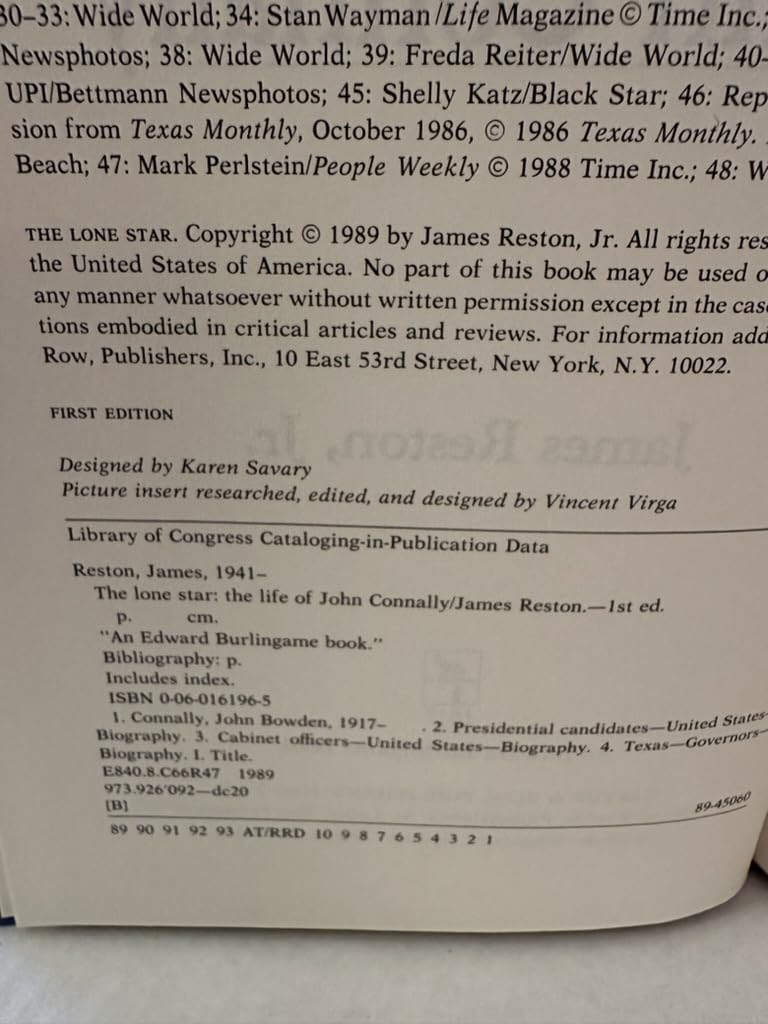 30–33: Wide World; 34: Stan Wayman/Life Magazine © Time Inc.;
Newsphotos; 38: Wide World; 39: Freda Reiter/Wide World; 40-
UPI/Bettmann Newsphotos; 45: Shelly Katz/Black Star; 46: Rep
sion from Texas Monthly, October 1986, © 1986 Texas Monthly.
Beach; 47: Mark Perlstein/People Weekly © 1988 Time Inc.; 48: W
THE LONE STAR. Copyright © 1989 by James Reston, Jr. All rights res
the United States of America. No part of this book may be used o
any manner whatsoever without written permission except in the cas
tions embodied in critical articles and reviews. For information add
Row, Publishers, Inc., 10 East 53rd Street, New York, N.Y. 10022.
FIRST EDITION
James Reston, Jr.
Designed by Karen Savary
Picture insert researched, edited, and designed by Vincent Virga
Library of Congress Cataloging-in-Publication Data
Reston, James, 1941–
The lone star: the life of John Connally/James Reston.—1st ed.
p. cm.
"An Edward Burlingame book."
Bibliography: p.
Includes index.
ISBN 0-06-016196-5
1. Connally, John Bowden, 1917– . 2. Presidential candidates—United States-
Biography. 3. Cabinet officers—United States—Biography. 4. Texas—Governors—
Biography. I. Title.
E840.8.C66R47 1989
973.926'092—dc20
[B]
89-45060
89 90 91 92 93 AT/RRD 10 9 8 7 6 5 4 3 2 1